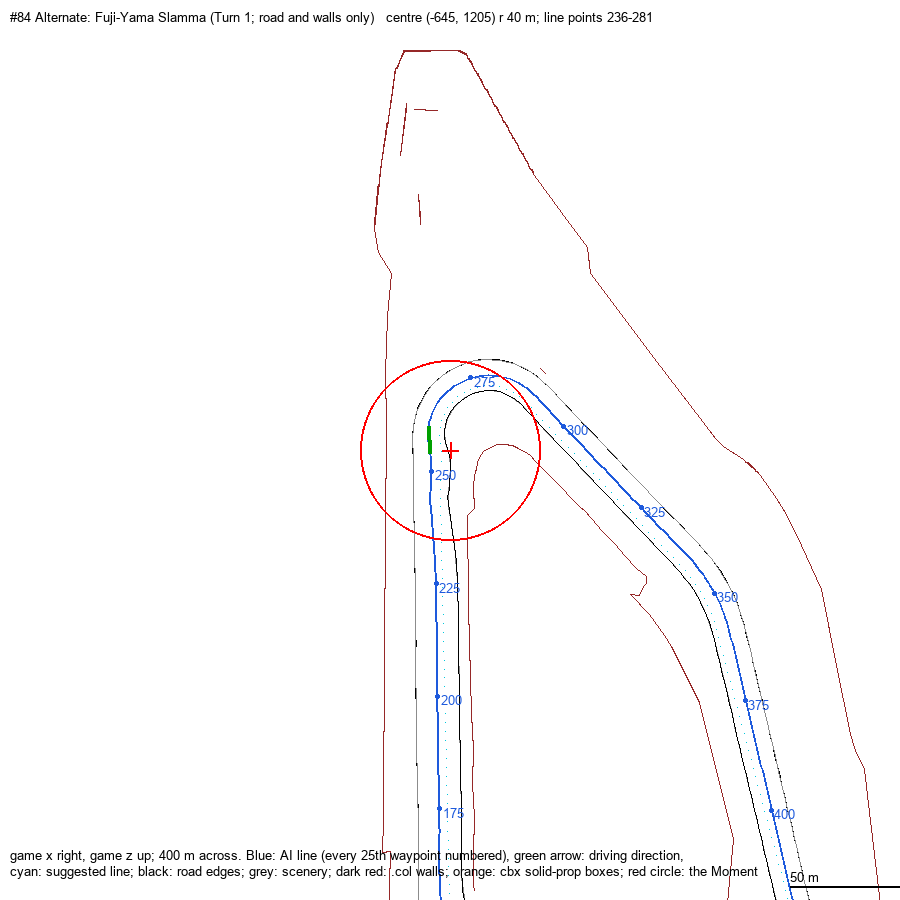 #84 Alternate: Fuji-Yama Slamma (Turn 1; road and walls only)   centre (-645, 1205) r 40 m; line points 236-281
275
300
250
325
225
350
200
375
175
400
game x right, game z up; 400 m across. Blue: AI line (every 25th waypoint numbered), green arrow: driving direction,
cyan: suggested line; black: road edges; grey: scenery; dark red: .col walls; orange: cbx solid-prop boxes; red circle: the Moment
50 m